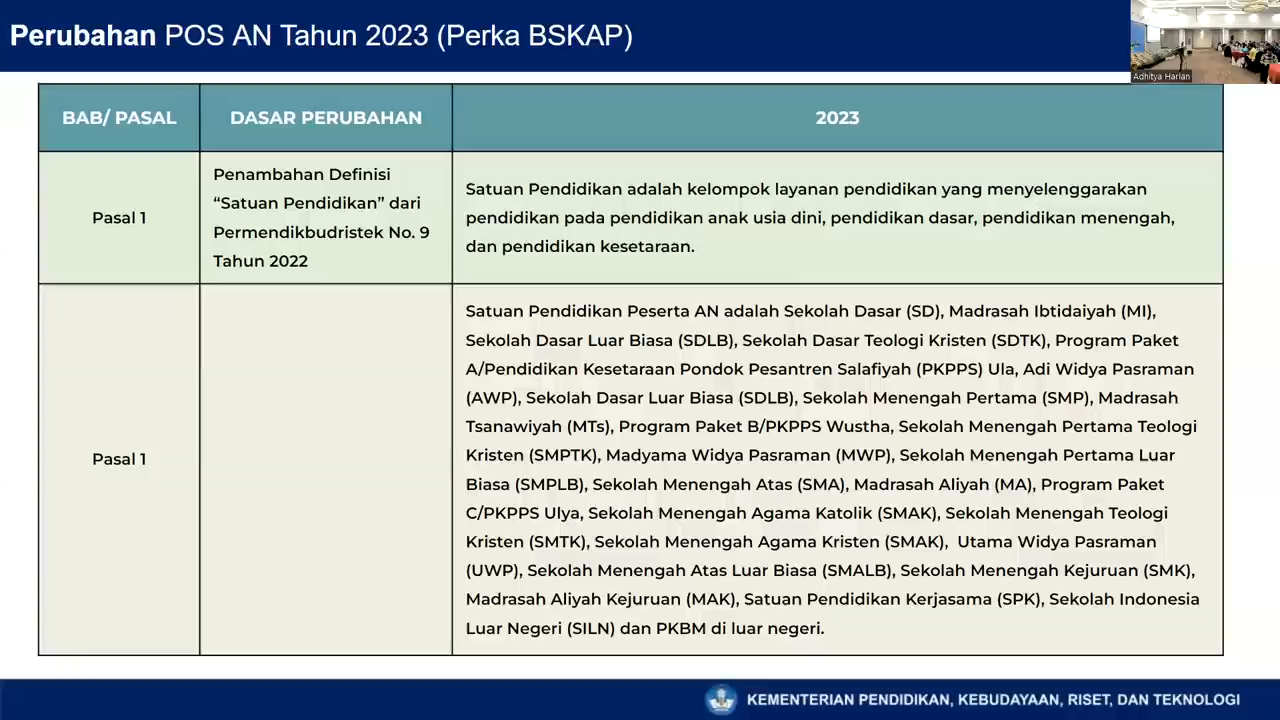 Perubahan POS AN Tahun 2023 (Perka BSKAP)
Adhitya Harlan
BAB/ PASAL
DASAR PERUBAHAN
2023
Pasal 1
Penambahan Definisi
“Satuan Pendidikan” dari
Permendikbudristek No. 9
Tahun 2022
Satuan Pendidikan adalah kelompok layanan pendidikan yang menyelenggarakan
pendidikan pada pendidikan anak usia dini, pendidikan dasar, pendidikan menengah,
dan pendidikan kesetaraan.
Pasal 1
Satuan Pendidikan Peserta AN adalah Sekolah Dasar (SD), Madrasah Ibtidaiyah (MI),
Sekolah Dasar Luar Biasa (SDLB), Sekolah Dasar Teologi Kristen (SDTK), Program Paket
A/Pendidikan Kesetaraan Pondok Pesantren Salafiyah (PKPPS) Ula, Adi Widya Pasraman
(AWP), Sekolah Dasar Luar Biasa (SDLB), Sekolah Menengah Pertama (SMP), Madrasah
Tsanawiyah (MTs), Program Paket B/PKPPS Wustha, Sekolah Menengah Pertama Teologi
Kristen (SMPTK), Madyama Widya Pasraman (MWP), Sekolah Menengah Pertama Luar
Biasa (SMPLB), Sekolah Menengah Atas (SMA), Madrasah Aliyah (MA), Program Paket
C/PKPPS Ulya, Sekolah Menengah Agama Katolik (SMAK), Sekolah Menengah Teologi
Kristen (SMTK), Sekolah Menengah Agama Kristen (SMAK),  Utama Widya Pasraman
(UWP), Sekolah Menengah Atas Luar Biasa (SMALB), Sekolah Menengah Kejuruan (SMK),
Madrasah Aliyah Kejuruan (MAK), Satuan Pendidikan Kerjasama (SPK), Sekolah Indonesia
Luar Negeri (SILN) dan PKBM di luar negeri.
KEMENTERIAN PENDIDIKAN, KEBUDAYAAN, RISET, DAN TEKNOLOGI